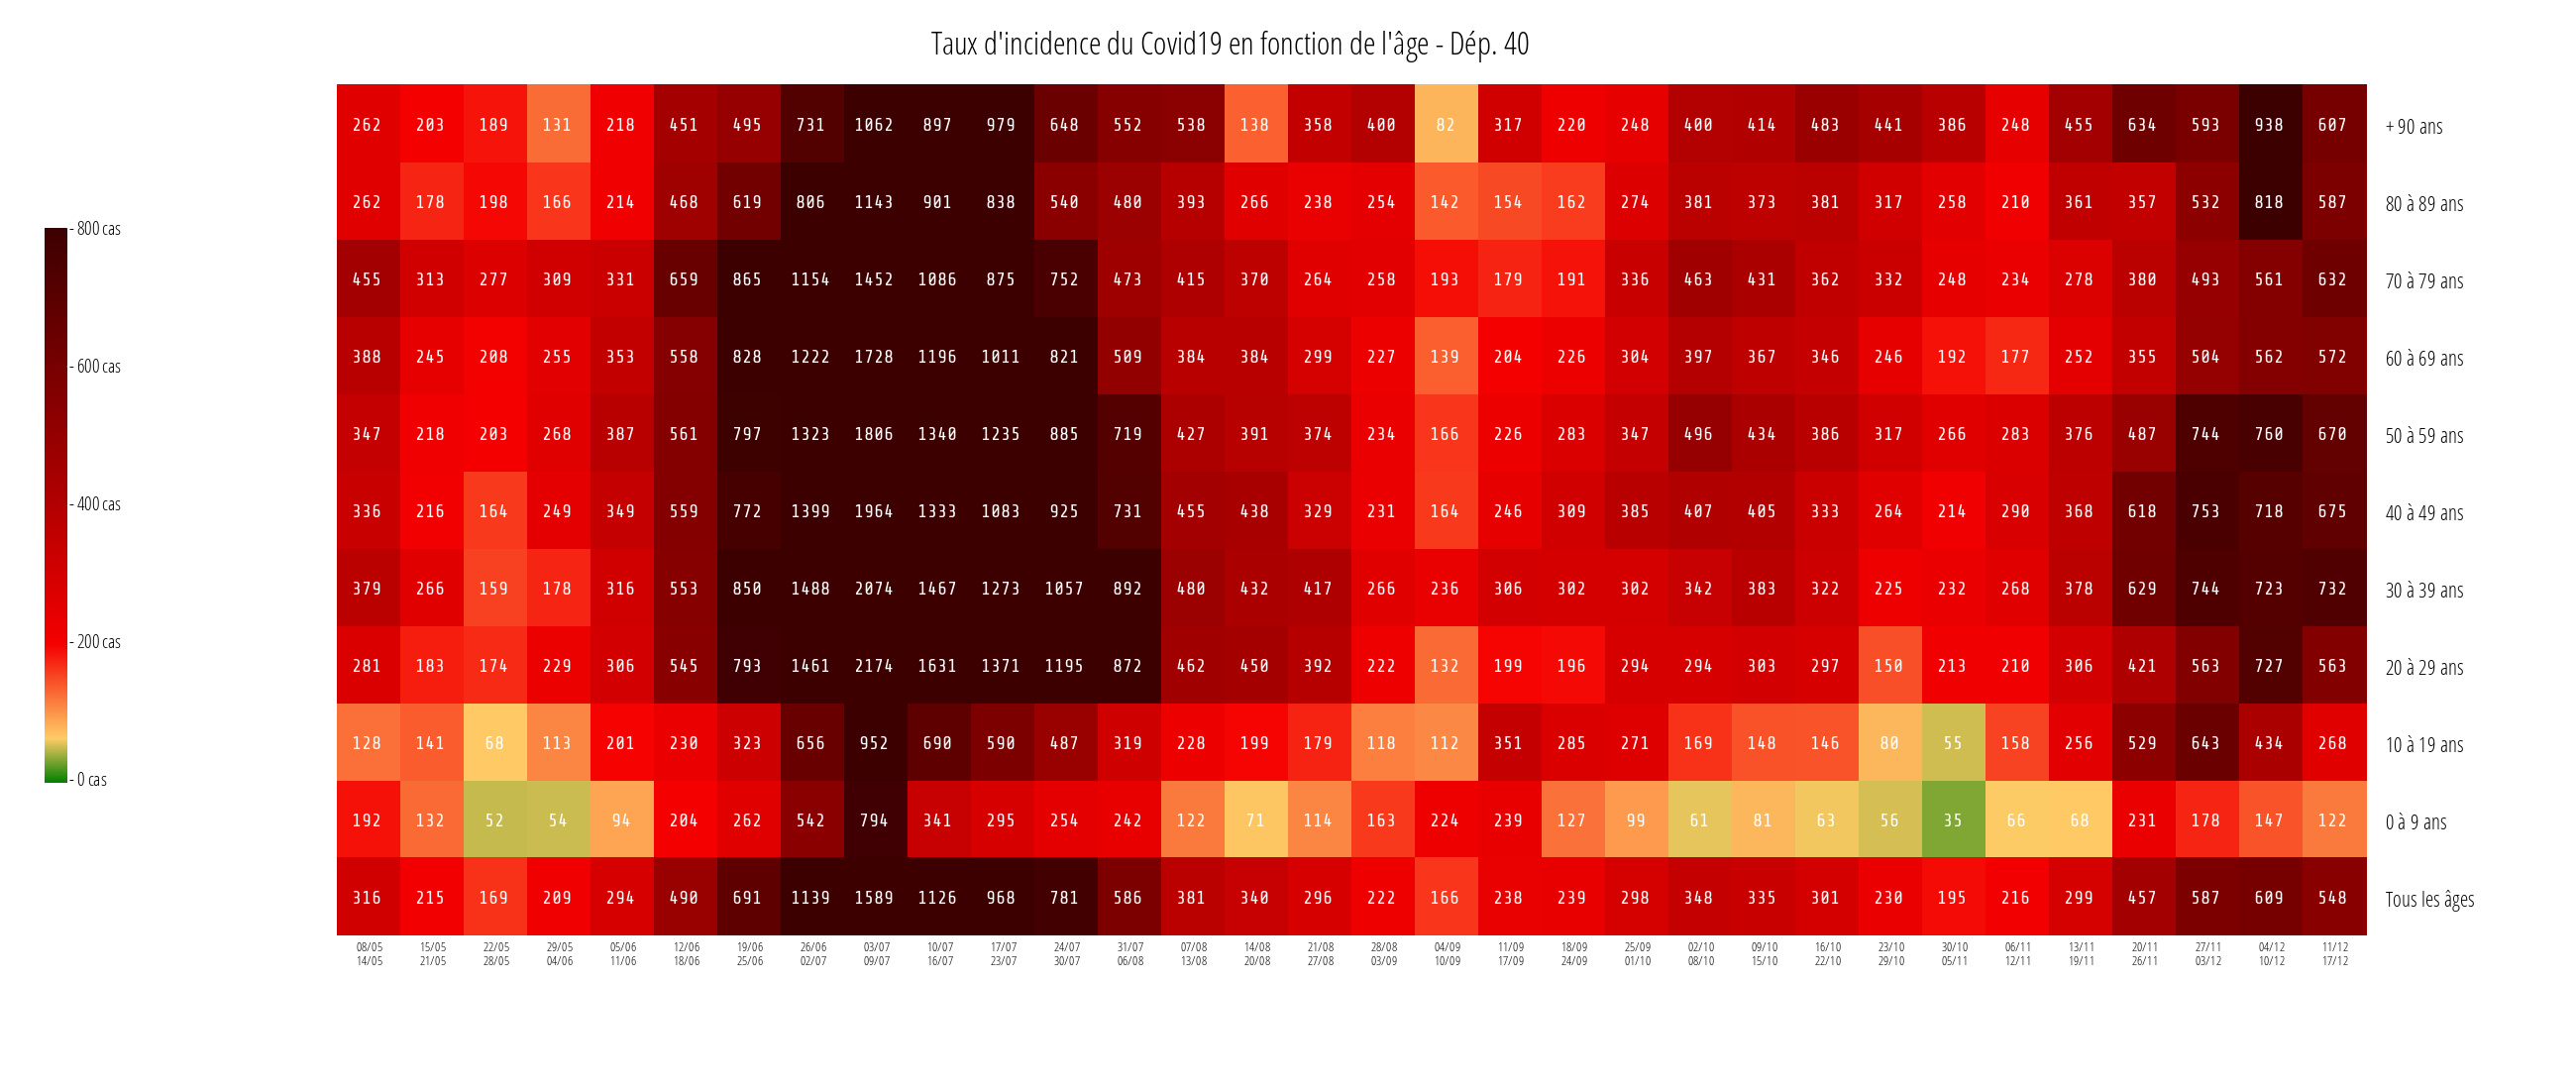 Taux d'incidence du Covid19 en fonction de l'âge - Dép. 40
262 203 189 131 218 451 495 731 1062 897 979 648 552 538 138 358 400 82 317 220 248 400 414 483 441 386 248 455 634 593 938 607 + 90 ans
262 178 198 166 214 468 619 806 1143 901 838 540 480 393 266 238 254 142 154 162 274 381 373 381 317 258 210 361 357 532 818 587 80 à 89 ans
455 313 277 309 331 659 865 1154 1452 1086 875 752 473 415 370 264 258 193 179 191 336 463 431 362 332 248 234 278 380 493 561 632 70 à 79 ans
388 245 208 255 353 558 828 1222 1728 1196 1011 821 509 384 384 299 227 139 204 226 304 397 367 346 246 192 177 252 355 504 562 572 60 à 69 ans
347 218 203 268 387 561 797 1323 1806 1340 1235 885 719 427 391 374 234 166 226 283 347 496 434 386 317 266 283 376 487 744 760 670 50 à 59 ans
336 216 164 249 349 559 772 1399 1964 1333 1083 925 731 455 438 329 231 164 246 309 385 407 405 333 264 214 290 368 618 753 718 675 40 à 49 ans
379 266 159 178 316 553 850 1488 2074 1467 1273 1057 892 480 432 417 266 236 306 302 302 342 383 322 225 232 268 378 629 744 723 732 30 à 39 ans
281 183 174 229 306 545 793 1461 2174 1631 1371 1195 872 462 450 392 222 132 199 196 294 294 303 297 150 213 210 306 421 563 727 563 20 à 29 ans
128 141 68 113 201 230 323 656 952 690 590 487 319 228 199 179 118 112 351 285 271 169 148 146 80 55 158 256 529 643 434 268 10 à 19 ans
192 132 52 54 94 204 262 542 794 341 295 254 242 122 71 114 163 224 239 127 99 61 81 63 56 35 66 68 231 178 147 122 0 à 9 ans
316 215 169 209 294 490 691 1139 1589 1126 968 781 586 381 340 296 222 166 238 239 298 348 335 301 230 195 216 299 457 587 609 548 Tous les âges
08/05 15/05 22/05 29/05 05/06 12/06 19/06 26/06 03/07 10/07 17/07 24/07 31/07 07/08 14/08 21/08 28/08 04/09 11/09 18/09 25/09 02/10 09/10 16/10 23/10 30/10 06/11 13/11 20/11 27/11 04/12 11/12
14/05 21/05 28/05 04/06 11/06 18/06 25/06 02/07 09/07 16/07 23/07 30/07 06/08 13/08 20/08 27/08 03/09 10/09 17/09 24/09 01/10 08/10 15/10 22/10 29/10 05/11 12/11 19/11 26/11 03/12 10/12 17/12
- 800 cas
- 600 cas
- 400 cas
- 200 cas
- 0 cas